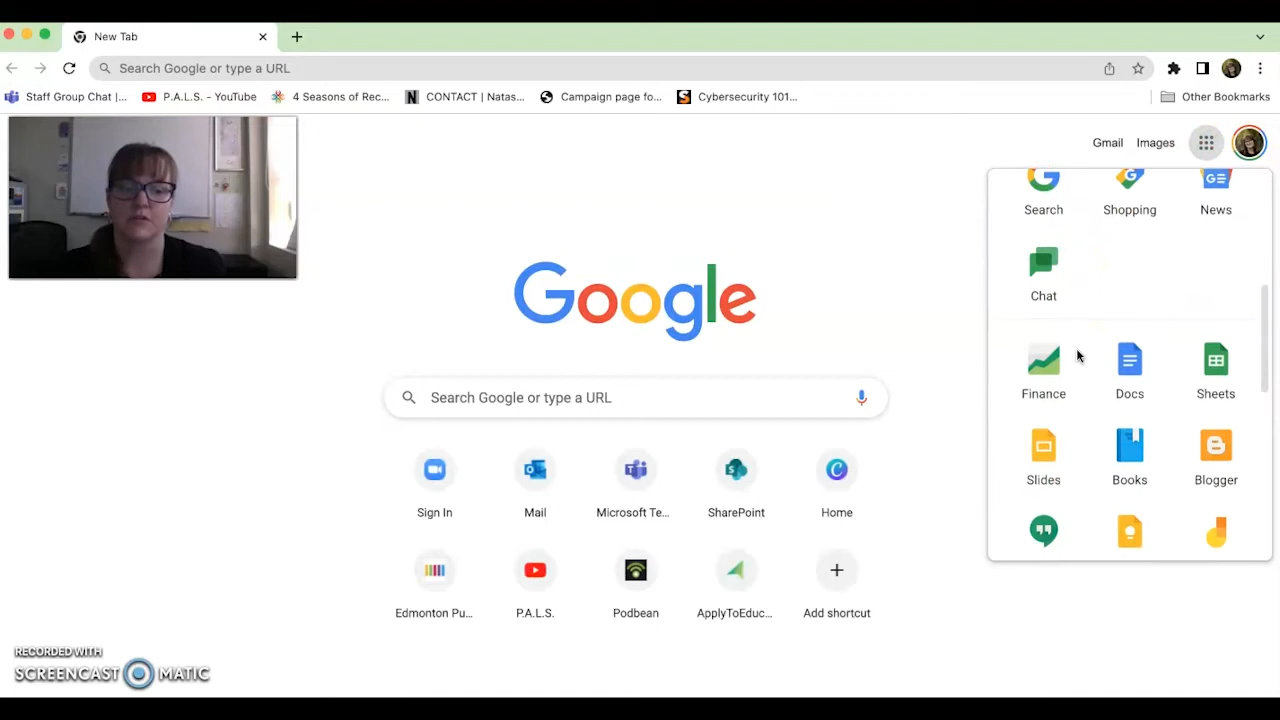 New Tab
Search Google or type a URL
Staff Group Chat |...
P.A.L.S. - YouTube
4 Seasons of Rec...
CONTACT | Natas...
Campaign page fo...
Cybersecurity 101...
Other Bookmarks
Gmail
Images
Search
Shopping
News
Chat
Finance
Docs
Sheets
Slides
Books
Blogger
Google
Search Google or type a URL
Sign In
Mail
Microsoft Te...
SharePoint
Home
Edmonton Pu...
P.A.L.S.
Podbean
ApplyToEduc...
Add shortcut
RECORDED WITH
SCREENCAST MATIC